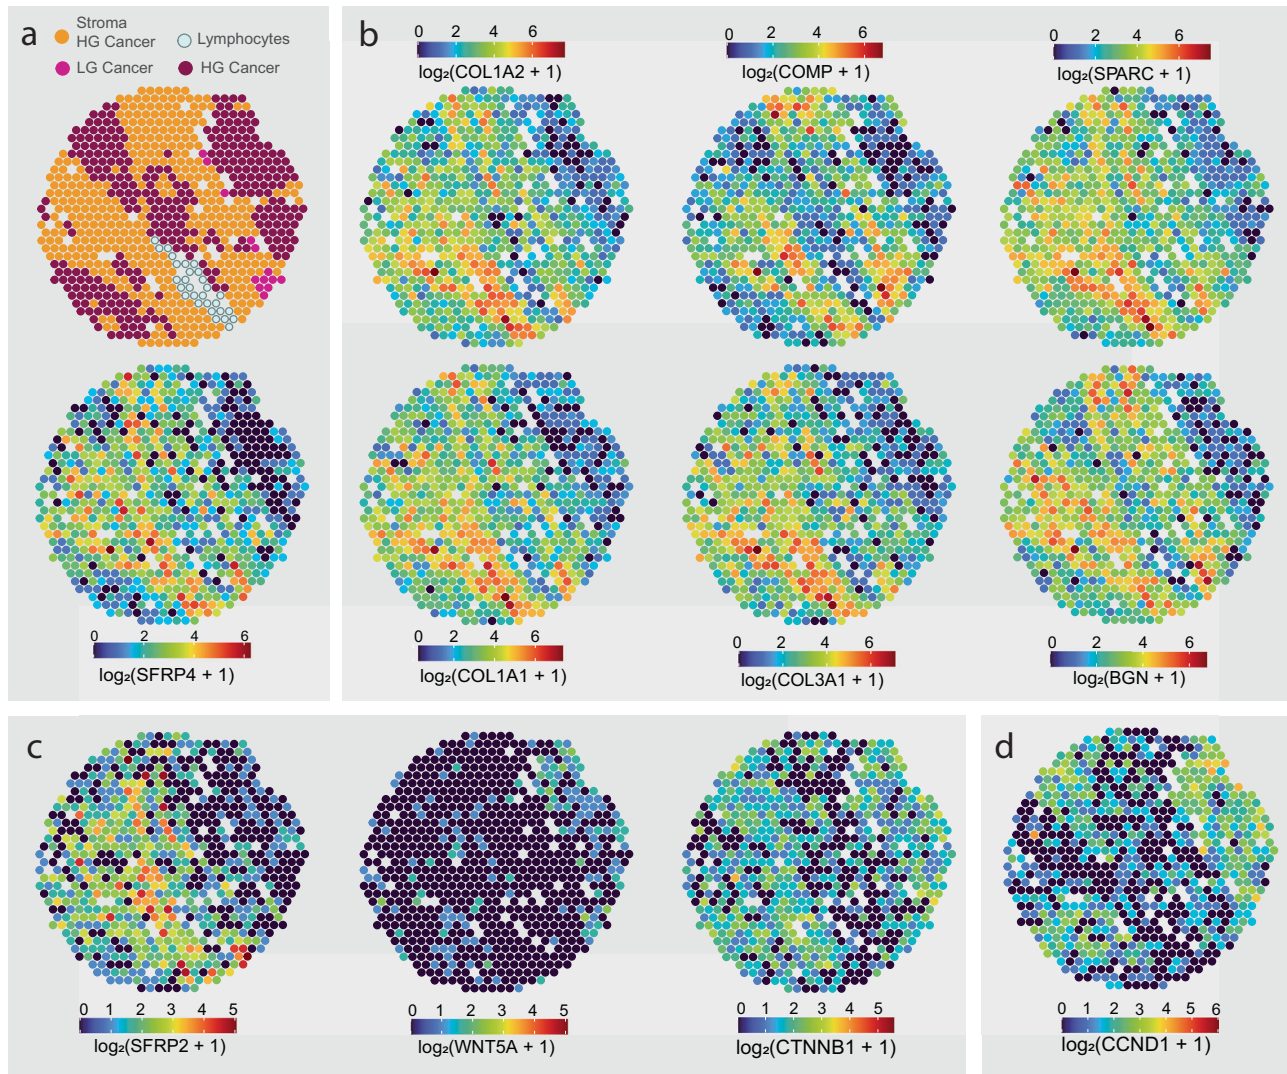 a
Stroma
HG Cancer
Lymphocytes
LG Cancer
HG Cancer
0 2 4 6
log₂(SFRP4 + 1)
b
0 2 4 6
log₂(COL1A2 + 1)
0 2 4 6
log₂(COMP + 1)
0 2 4 6
log₂(SPARC + 1)
0 2 4 6
log₂(COL1A1 + 1)
0 2 4 6
log₂(COL3A1 + 1)
0 2 4 6
log₂(BGN + 1)
c
0 1 2 3 4 5
log₂(SFRP2 + 1)
0 1 2 3 4 5
log₂(WNT5A + 1)
0 1 2 3 4 5
log₂(CTNNB1 + 1)
d
0 1 2 3 4 5 6
log₂(CCND1 + 1)